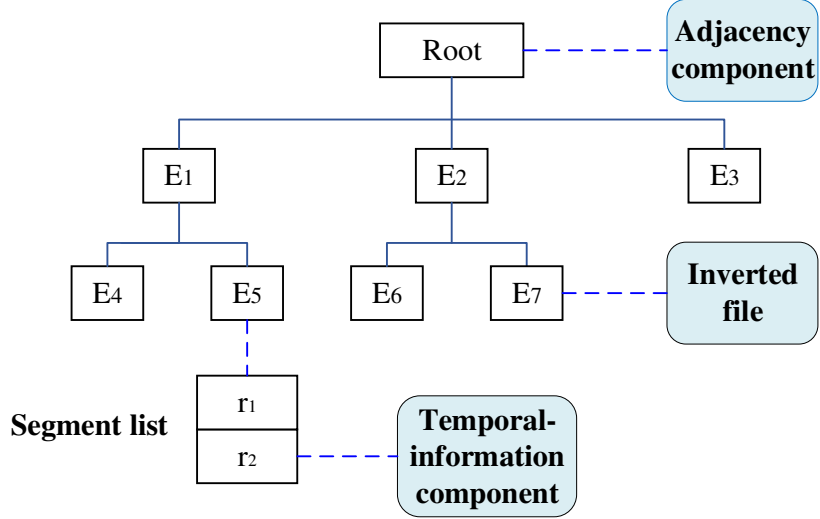 Root
Adjacency
component
E1
E2
E3
E4
E5
E6
E7
Inverted
file
Segment list
r1
r2
Temporal-
information
component